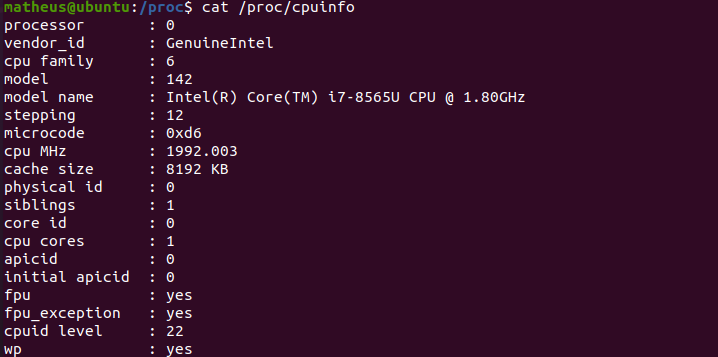 matheus@ubuntu:/proc$ cat /proc/cpuinfo
processor : 0
vendor_id : GenuineIntel
cpu family : 6
model : 142
model name : Intel(R) Core(TM) i7-8565U CPU @ 1.80GHz
stepping : 12
microcode : 0xd6
cpu MHz : 1992.003
cache size : 8192 KB
physical id : 0
siblings : 1
core id : 0
cpu cores : 1
apicid : 0
initial apicid : 0
fpu : yes
fpu_exception : yes
cpuid level : 22
wp : yes